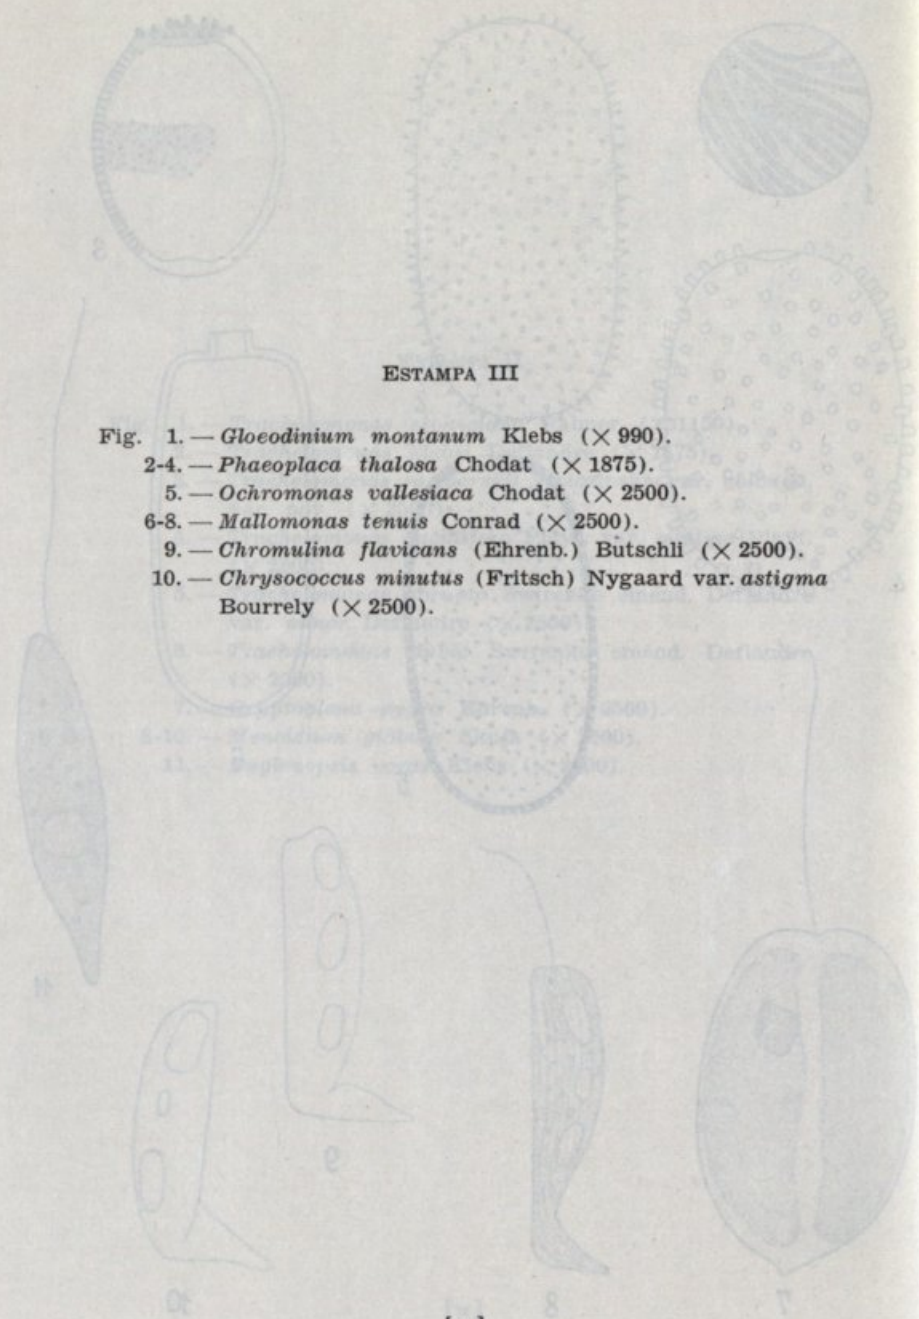 ESTAMPA III
Fig. 1. — Gloeodinium montanum Klebs (× 990).
2-4. — Phaeoplaca thalosa Chodat (× 1875).
5. — Ochromonas vallesiaca Chodat (× 2500).
6-8. — Mallomonas tenuis Conrad (× 2500).
9. — Chromulina flavicans (Ehrenb.) Bütschli (× 2500).
10. — Chrysococcus minutus (Fritsch) Nygaard var. astigma
Bourrely (× 2500).